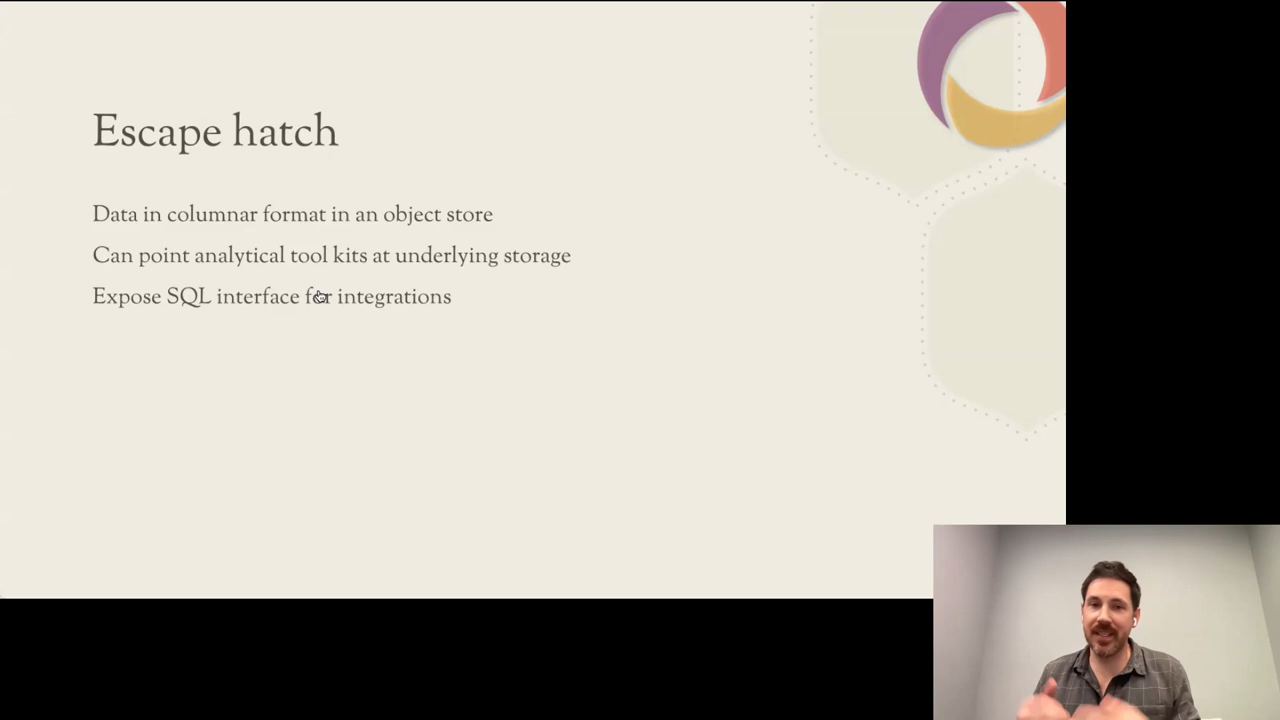 Escape hatch
Data in columnar format in an object store
Can point analytical tool kits at underlying storage
Expose SQL interface for integrations